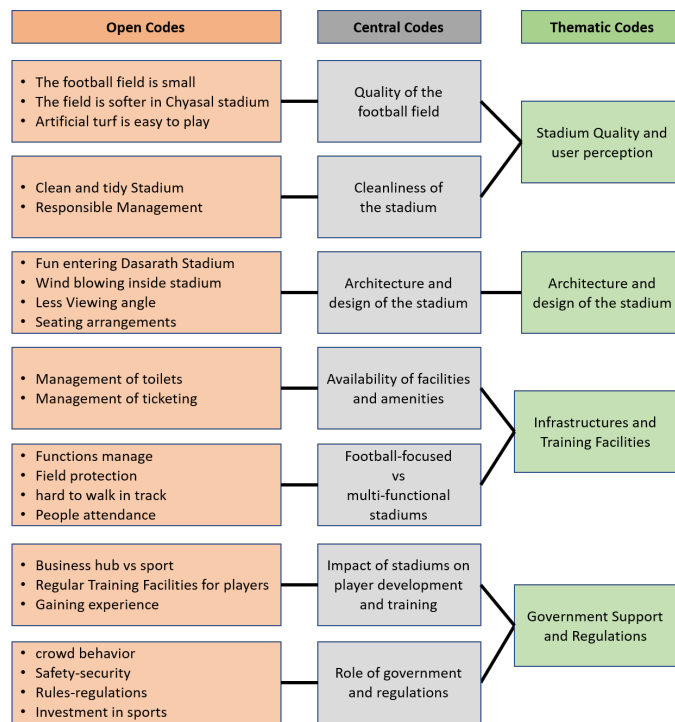 Open Codes
Central Codes
Thematic Codes
• The football field is small
• The field is softer in Chyasal stadium
• Artificial turf is easy to play
Quality of the
football field
Stadium Quality and
user perception
• Clean and tidy Stadium
• Responsible Management
Cleanliness of
the stadium
• Fun entering Dasarath Stadium
• Wind blowing inside stadium
• Less Viewing angle
• Seating arrangements
Architecture and
design of the stadium
Architecture and
design of the stadium
• Management of toilets
• Management of ticketing
Availability of facilities
and amenities
Infrastructures and
Training Facilities
• Functions manage
• Field protection
• hard to walk in track
• People attendance
Football-focused
vs
multi-functional
stadiums
• Business hub vs sport
• Regular Training Facilities for players
• Gaining experience
Impact of stadiums on
player development
and training
Government Support
and Regulations
• crowd behavior
• Safety-security
• Rules-regulations
• Investment in sports
Role of government
and regulations